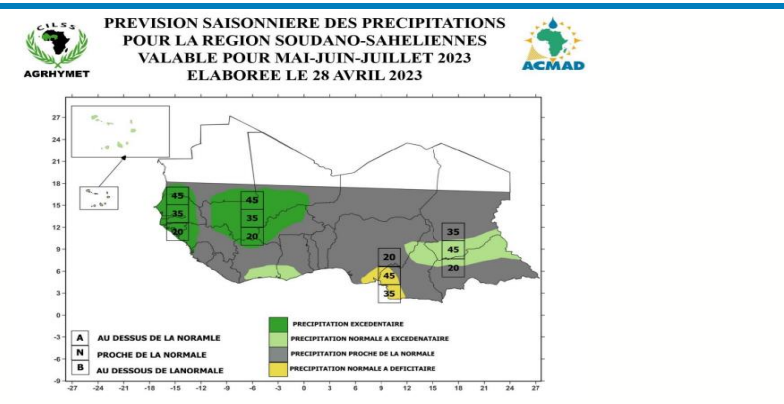 CILSS
AGRHYMET
PREVISION SAISONNIERE DES PRECIPITATIONS
POUR LA REGION SOUDANO-SAHELIENNES
VALABLE POUR MAI-JUIN-JUILLET 2023
ELABOREE LE 28 AVRIL 2023
ACMAD
27
24
21
18
15
12
9
6
3
0
-3
-6
-9
45
35
20
45
35
20
20
45
35
35
45
20
A AU DESSUS DE LA NORAMLE
N PROCHE DE LA NORMALE
B AU DESSOUS DE LANORMALE
PRECIPITATION EXCEDENTAIRE
PRECIPITATION NORMALE A EXCEDENATAIRE
PRECIPITATION PROCHE DE LA NORMALE
PRECIPITATION NORMALE A DEFICITAIRE
-27 -24 -21 -18 -15 -12 -9 -6 -3 0 3 6 9 12 15 18 21 24 27